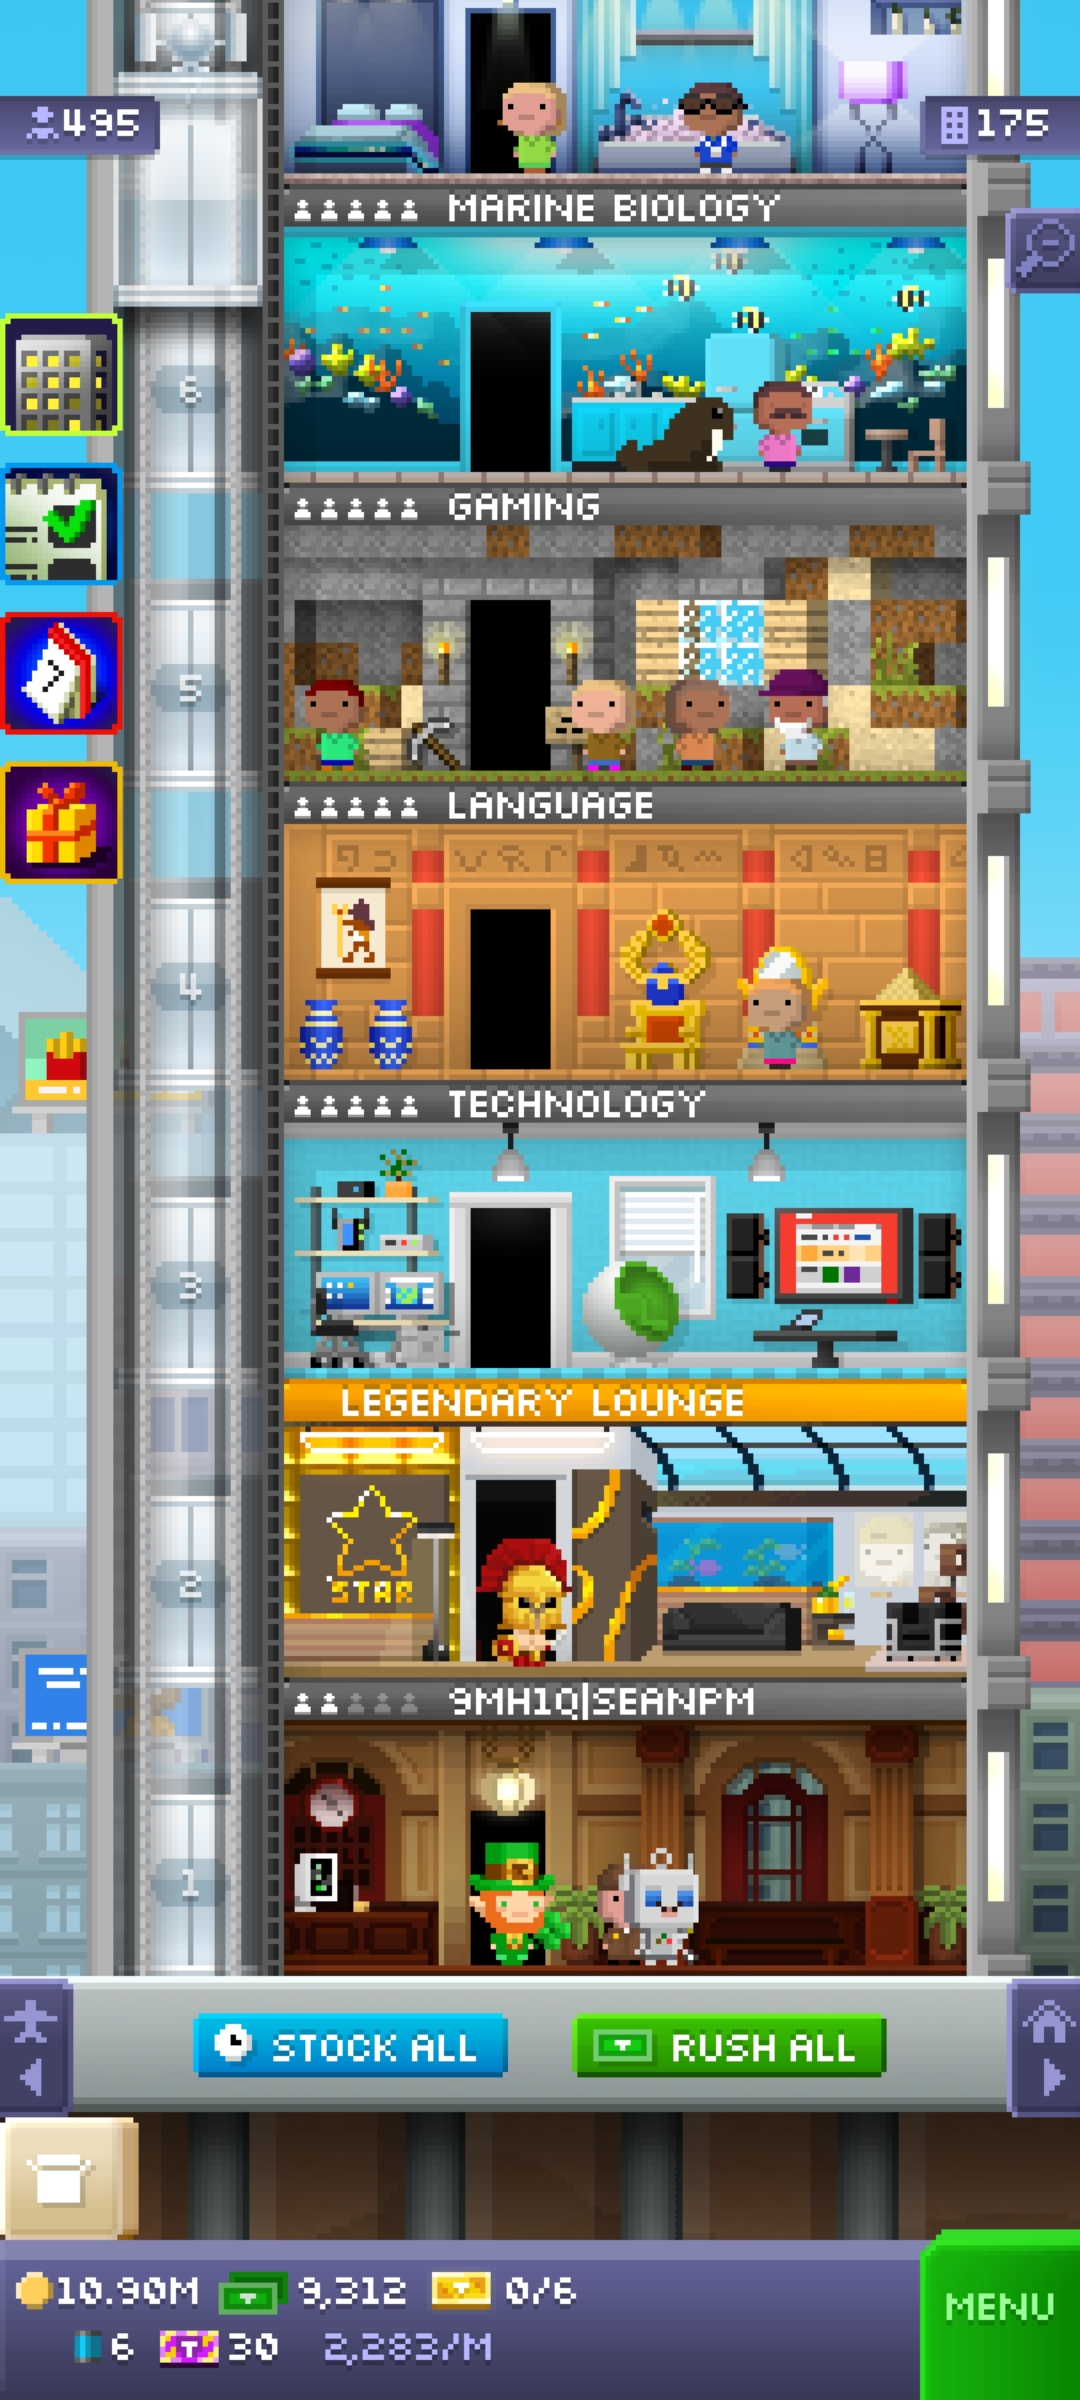 495
175
MARINE BIOLOGY
6
GAMING
5
LANGUAGE
4
TECHNOLOGY
3
LEGENDARY LOUNGE
STAR
2
9MH1Q|SEANPM
1
STOCK ALL
RUSH ALL
10.90M
9,312
0/6
MENU
6
30
2,283/M